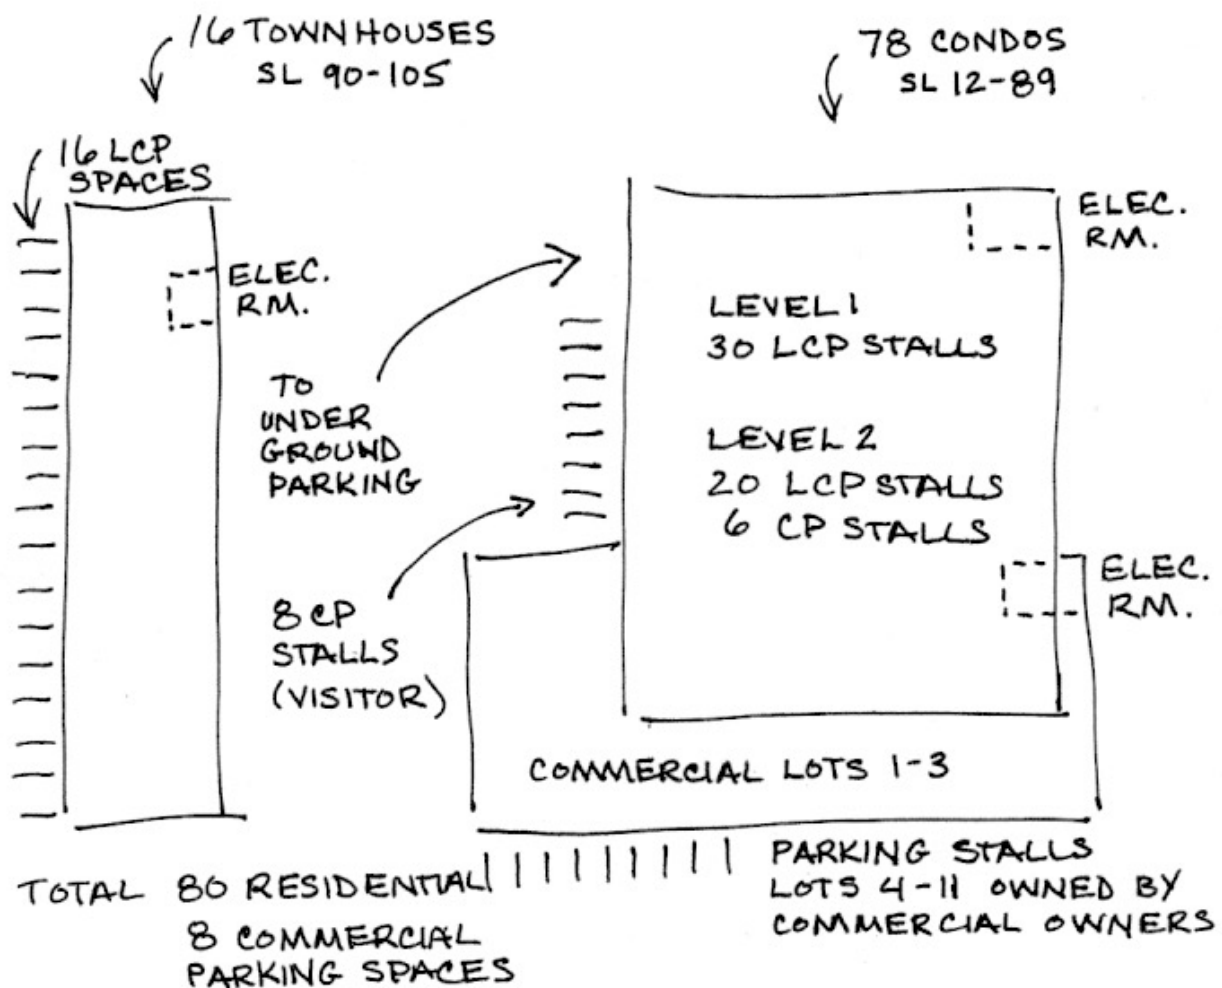 16 TOWNHOUSES
SL 90-105
78 CONDOS
SL 12-89
16 LCP
SPACES
ELEC.
RM.
ELEC.
RM.
LEVEL 1
30 LCP STALLS
TO
UNDER
GROUND
PARKING
LEVEL 2
20 LCP STALLS
6 CP STALLS
ELEC.
RM.
8 CP
STALLS
(VISITOR)
COMMERCIAL LOTS 1-3
TOTAL 80 RESIDENTIAL
8 COMMERCIAL
PARKING SPACES
PARKING STALLS
LOTS 4-11 OWNED BY
COMMERCIAL OWNERS